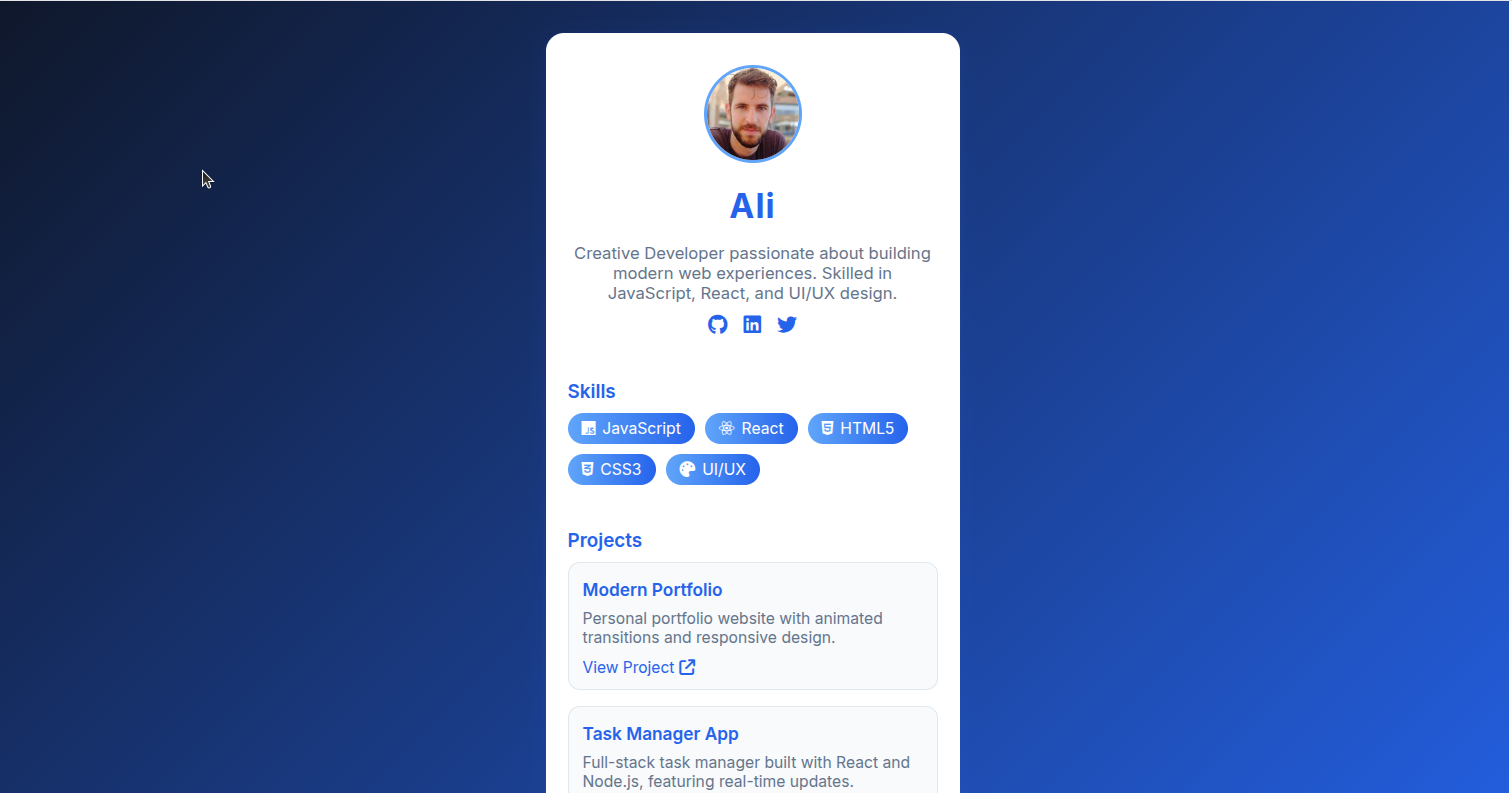 Ali
Creative Developer passionate about building
modern web experiences. Skilled in
JavaScript, React, and UI/UX design.
Skills
JavaScript React HTML5
CSS3 UI/UX
Projects
Modern Portfolio
Personal portfolio website with animated
transitions and responsive design.
View Project
Task Manager App
Full-stack task manager built with React and
Node.js, featuring real-time updates.